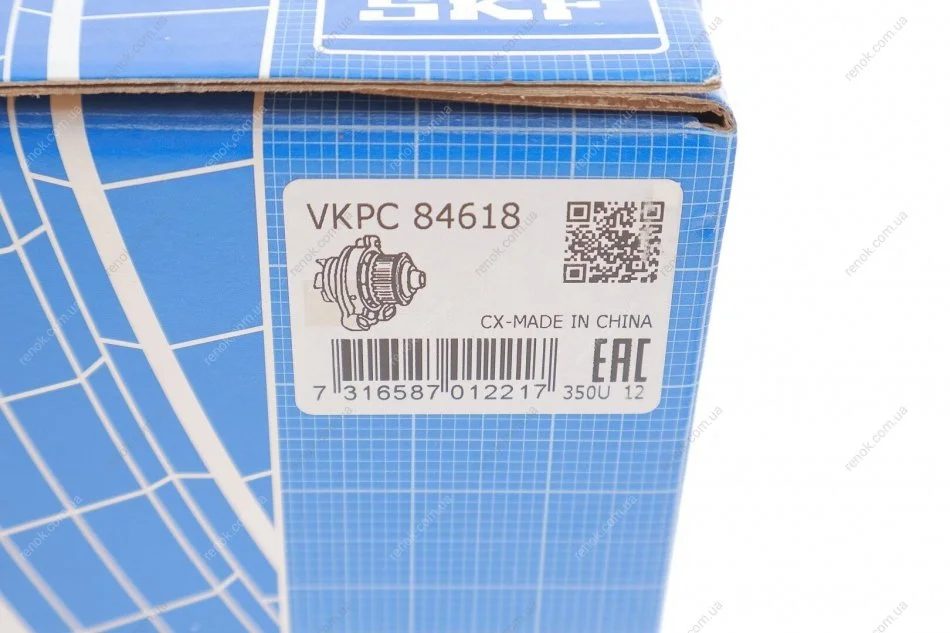 SKF
VKPC 84618
CX-MADE IN CHINA
EAC
7 316587 012217 350U 12
renok.com.ua